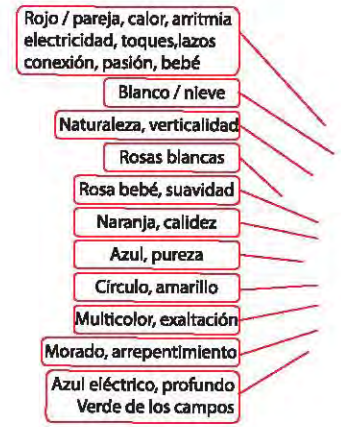 Rojo / pareja, calor, arritmia
electricidad, toques,lazos
conexión, pasión, bebé
Blanco / nieve
Naturaleza, verticalidad
Rosas blancas
Rosa bebé, suavidad
Naranja, calidez
Azul, pureza
Círculo, amarillo
Multicolor, exaltación
Morado, arrepentimiento
Azul eléctrico, profundo
Verde de los campos